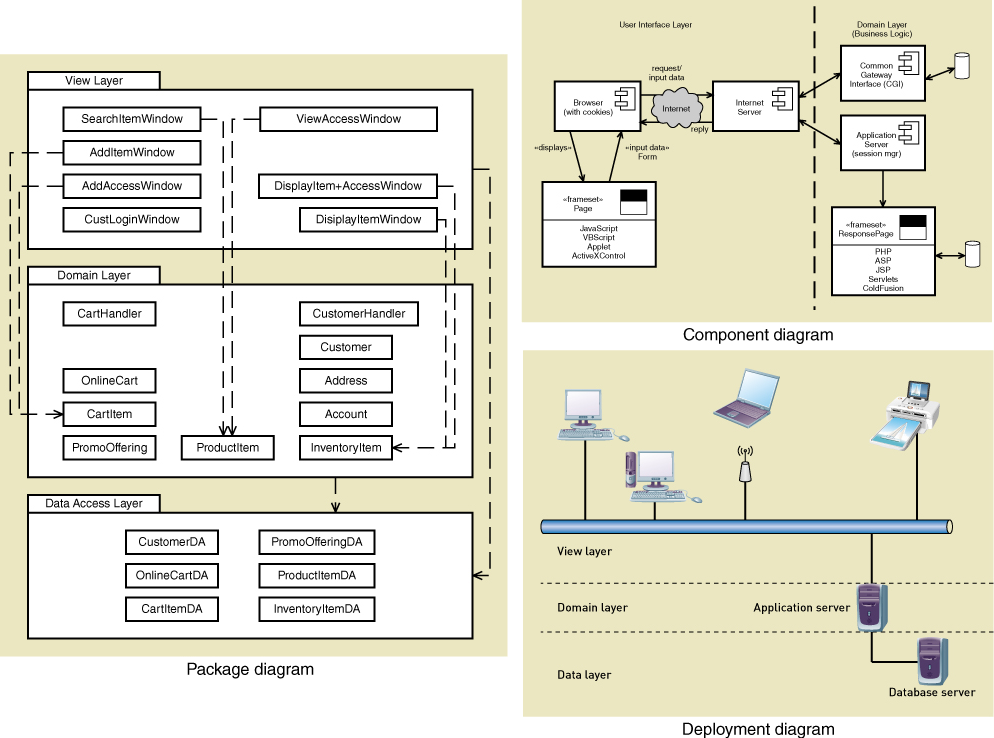 View Layer
SearchItemWindow
ViewAccessWindow
AddItemWindow
AddAccessWindow
DisplayItem+AccessWindow
CustLoginWindow
DisiplayItemWindow
Domain Layer
CartHandler
CustomerHandler
Customer
OnlineCart
Address
CartItem
Account
PromoOffering
ProductItem
InventoryItem
Data Access Layer
CustomerDA
PromoOfferingDA
OnlineCartDA
ProductItemDA
CartItemDA
InventoryItemDA
Package diagram
User Interface Layer
Domain Layer
(Business Logic)
request/
input data
Browser
(with cookies)
Internet
Internet
Server
reply
Common
Gateway
Interface (CGI)
Application
Server
(session mgr)
«displays»
«input data»
Form
«frameset»
Page
JavaScript
VBScript
Applet
ActiveXControl
«frameset»
ResponsePage
PHP
ASP
JSP
Servlets
ColdFusion
Component diagram
View layer
Domain layer
Application server
Data layer
Database server
Deployment diagram